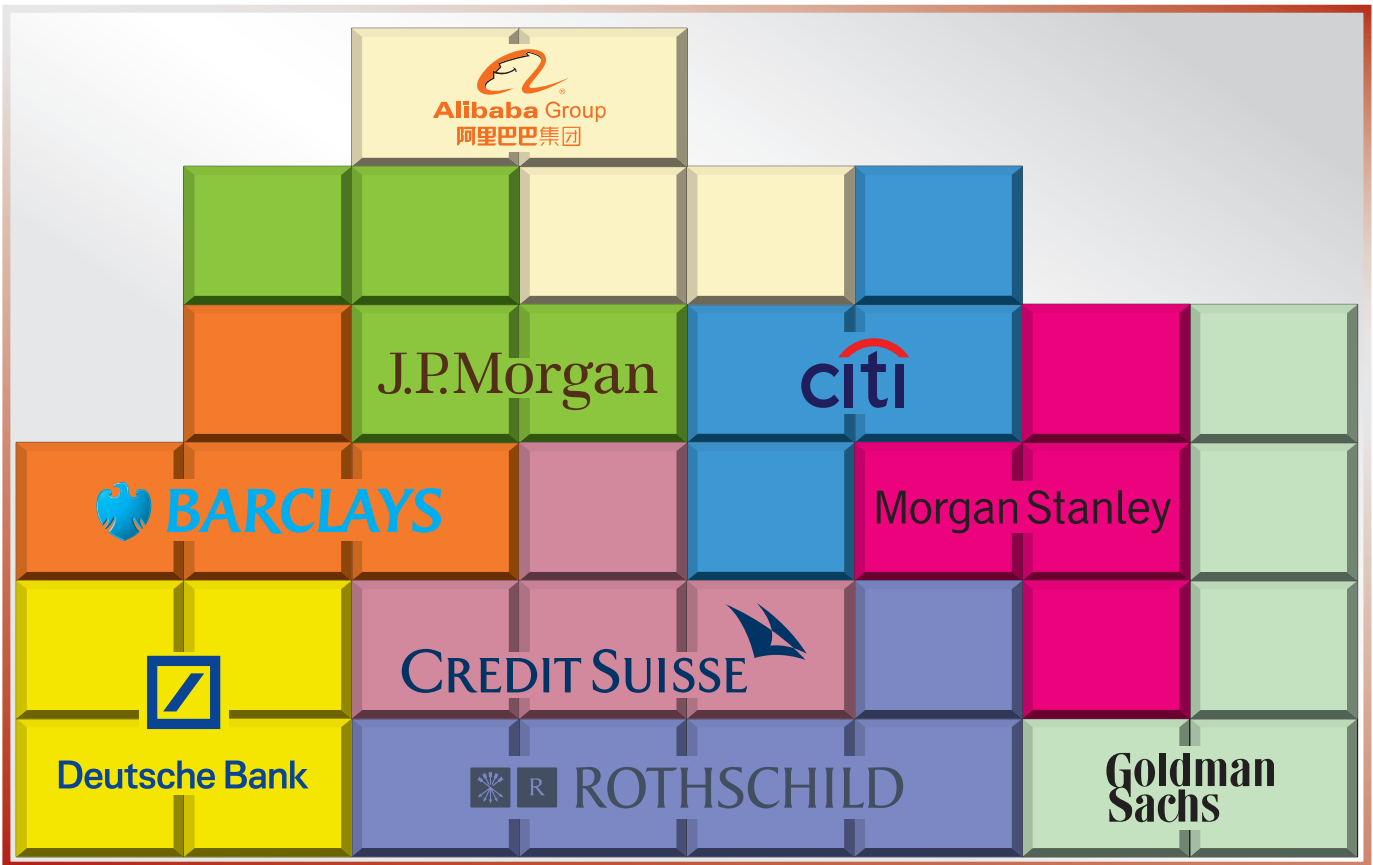 Alibaba Group
阿里巴巴集团
J.P.Morgan
citi
BARCLAYS
Morgan Stanley
CREDIT SUISSE
Deutsche Bank
R ROTHSCHILD
Goldman
Sachs